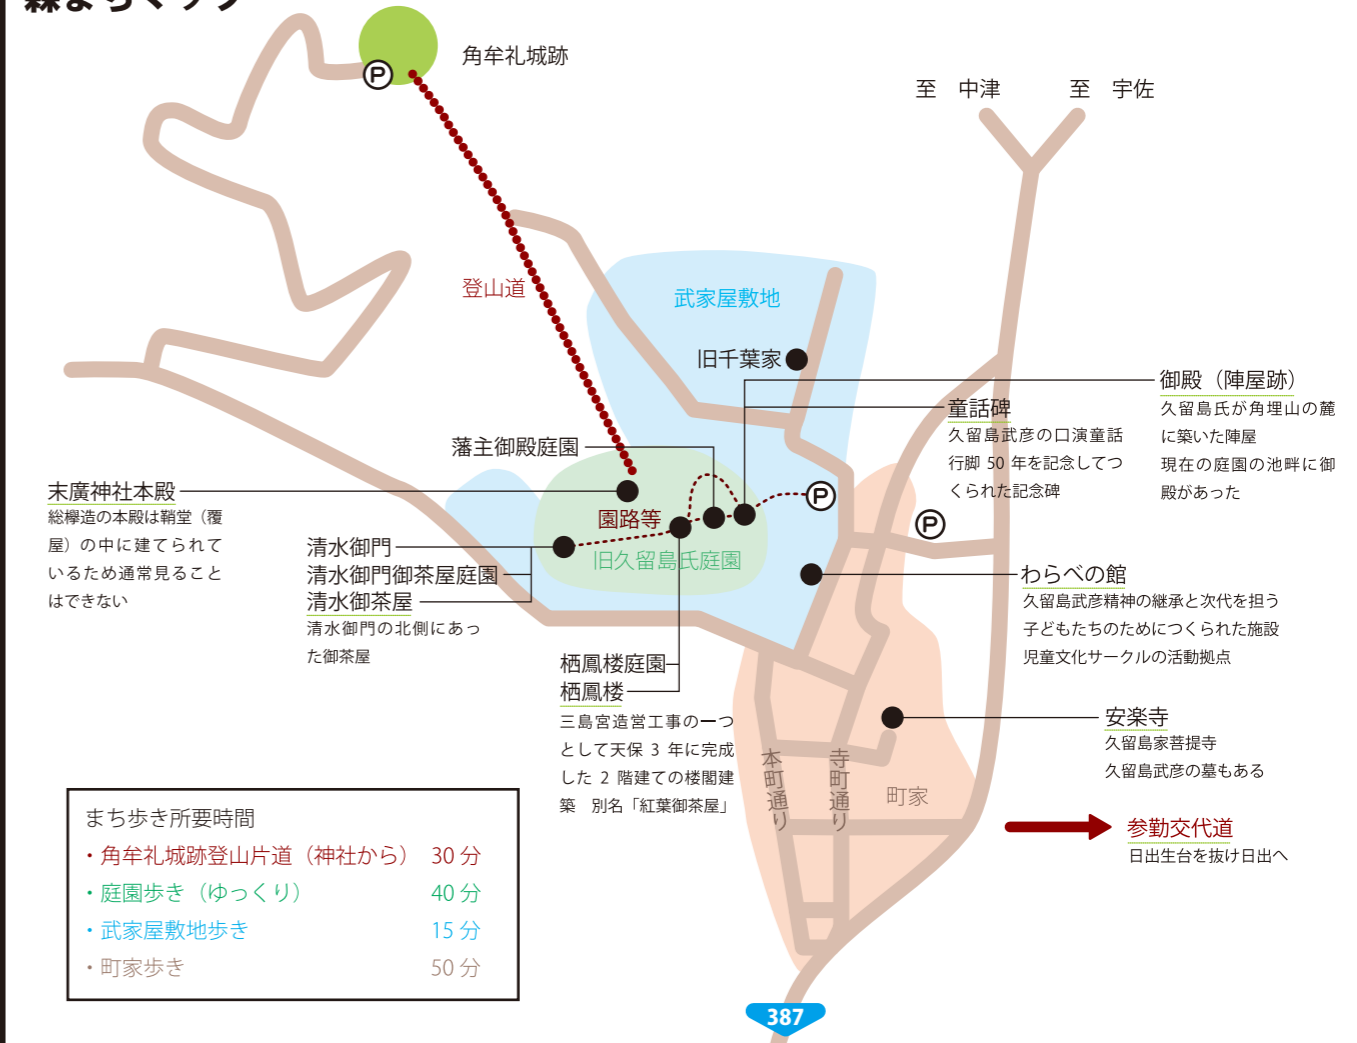 森まちマップ
角牟礼城跡
P
至　中津
至　宇佐
登山道
武家屋敷地
旧千葉家
御殿（陣屋跡）
久留島氏が角埋山の麓
に築いた陣屋
現在の庭園の池畔に御
殿があった
童話碑
久留島武彦の口演童話
行脚 50 年を記念してつ
くられた記念碑
藩主御殿庭園
末廣神社本殿
総欅造の本殿は鞘堂（覆
屋）の中に建てられて
いるため通常見ること
はできない
園路等
P
P
旧久留島氏庭園
清水御門
清水御門御茶屋庭園
清水御茶屋
清水御門の北側にあっ
た御茶屋
わらべの館
久留島武彦精神の継承と次代を担う
子どもたちのためにつくられた施設
児童文化サークルの活動拠点
栖鳳楼庭園
栖鳳楼
三島宮造営工事の一つ
として天保 3 年に完成
した 2 階建ての楼閣建
築　別名「紅葉御茶屋」
安楽寺
久留島家菩提寺
久留島武彦の墓もある
本町通り
寺町通り
町家
参勤交代道
日出生台を抜け日出へ
まち歩き所要時間
・角牟礼城跡登山片道（神社から） 30 分
・庭園歩き（ゆっくり） 40 分
・武家屋敷地歩き 15 分
・町家歩き 50 分
387